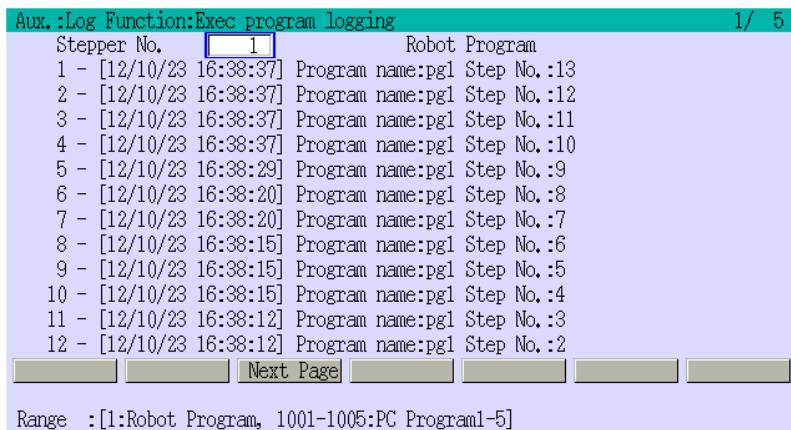 Aux.:Log Function:Exec program logging 1/ 5
Stepper No. 1 Robot Program
1 - [12/10/23 16:38:37] Program name:pg1 Step No.:13
2 - [12/10/23 16:38:37] Program name:pg1 Step No.:12
3 - [12/10/23 16:38:37] Program name:pg1 Step No.:11
4 - [12/10/23 16:38:37] Program name:pg1 Step No.:10
5 - [12/10/23 16:38:29] Program name:pg1 Step No.:9
6 - [12/10/23 16:38:20] Program name:pg1 Step No.:8
7 - [12/10/23 16:38:20] Program name:pg1 Step No.:7
8 - [12/10/23 16:38:15] Program name:pg1 Step No.:6
9 - [12/10/23 16:38:15] Program name:pg1 Step No.:5
10 - [12/10/23 16:38:15] Program name:pg1 Step No.:4
11 - [12/10/23 16:38:12] Program name:pg1 Step No.:3
12 - [12/10/23 16:38:12] Program name:pg1 Step No.:2
Next Page
Range :[1:Robot Program, 1001-1005:PC Program1-5]